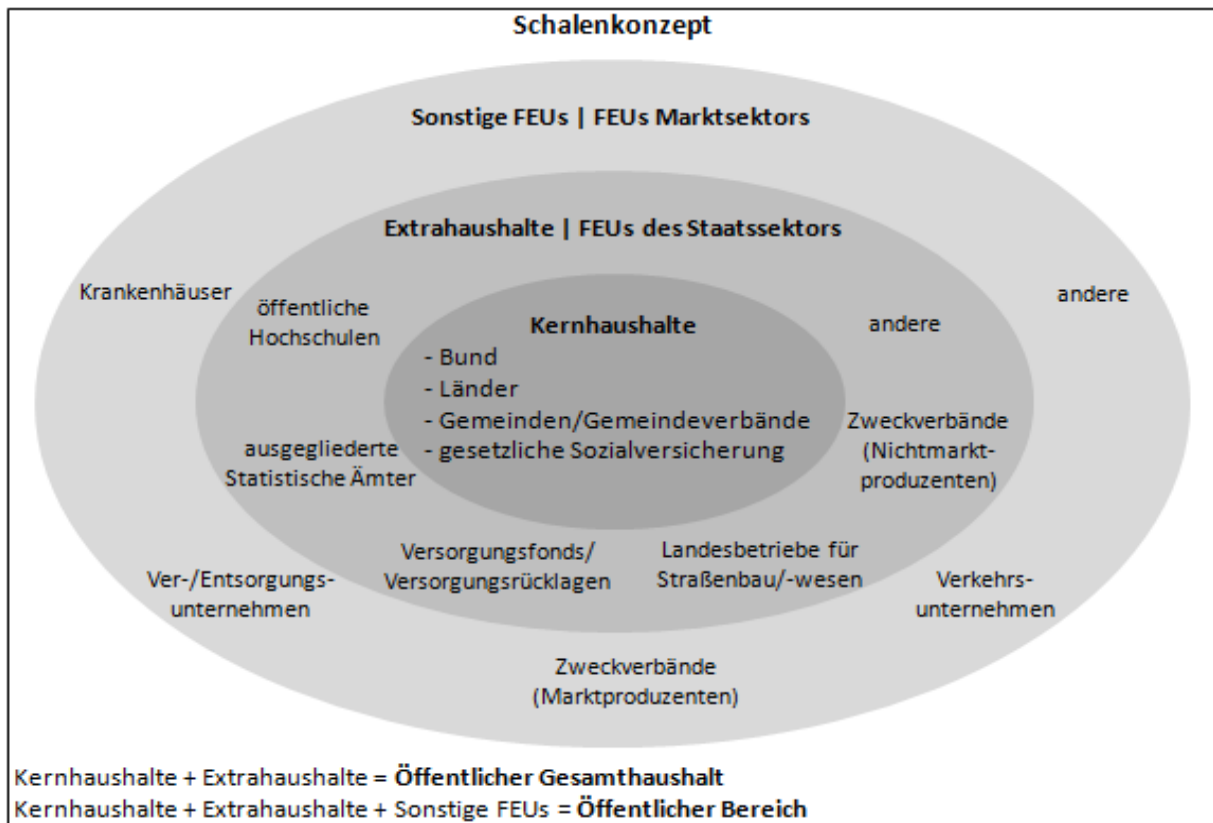 Schalenkonzept
Sonstige FEUs | FEUs Marktsektors
Extrahaushalte | FEUs des Staatssektors
Krankenhäuser
andere
öffentliche
Hochschulen
andere
Kernhaushalte
- Bund
- Länder
- Gemeinden/Gemeindeverbände
- gesetzliche Sozialversicherung
ausgegliederte
Statistische Ämter
Zweckverbände
(Nichtmarkt-
produzenten)
Versorgungsfonds/
Versorgungsrücklagen
Landesbetriebe für
Straßenbau/-wesen
Ver-/Entsorgungs-
unternehmen
Verkehrs-
unternehmen
Zweckverbände
(Marktproduzenten)
Kernhaushalte + Extrahaushalte = Öffentlicher Gesamthaushalt
Kernhaushalte + Extrahaushalte + Sonstige FEUs = Öffentlicher Bereich